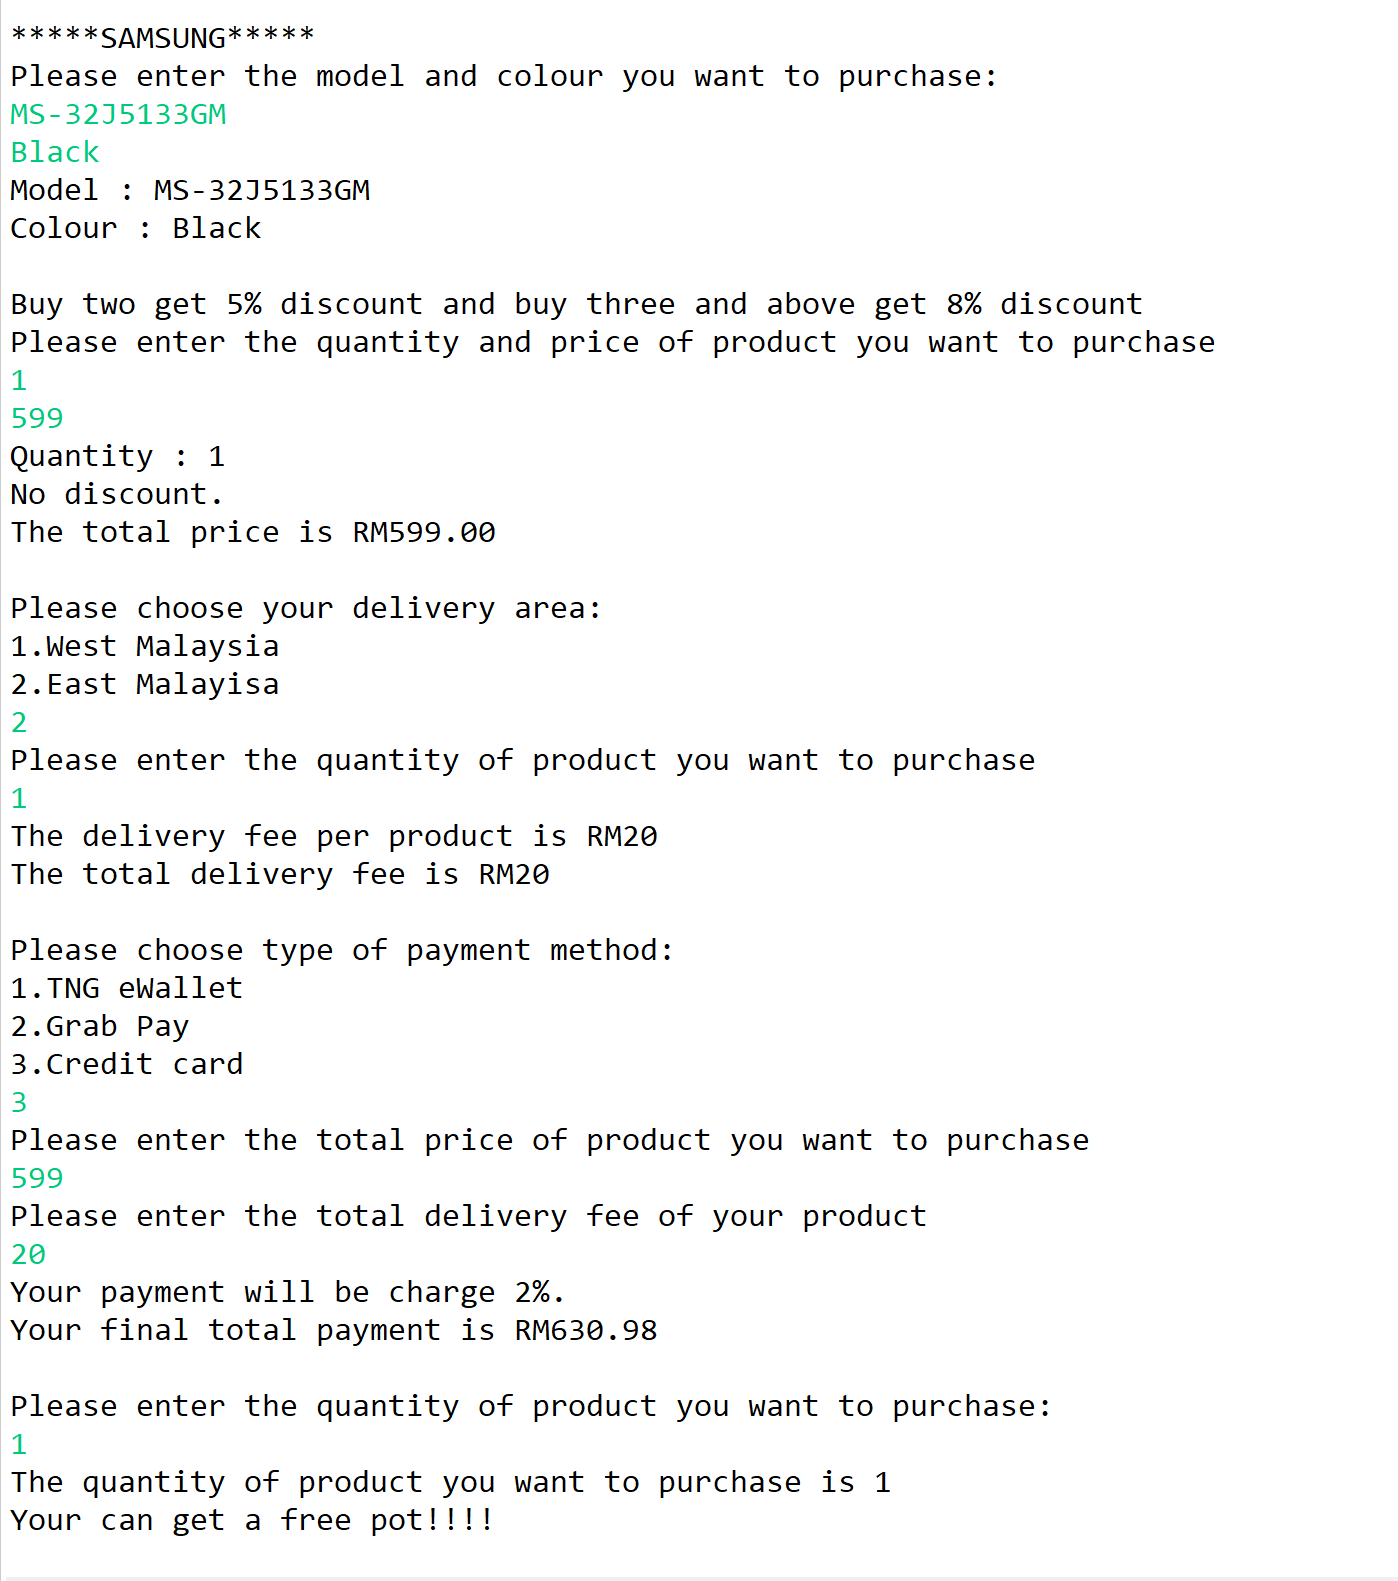 *****SAMSUNG*****
Please enter the model and colour you want to purchase:
MS-32J5133GM
Black
Model : MS-32J5133GM
Colour : Black
Buy two get 5% discount and buy three and above get 8% discount
Please enter the quantity and price of product you want to purchase
1
599
Quantity : 1
No discount.
The total price is RM599.00
Please choose your delivery area:
1.West Malaysia
2.East Malayisa
2
Please enter the quantity of product you want to purchase
1
The delivery fee per product is RM20
The total delivery fee is RM20
Please choose type of payment method:
1.TNG eWallet
2.Grab Pay
3.Credit card
3
Please enter the total price of product you want to purchase
599
Please enter the total delivery fee of your product
20
Your payment will be charge 2%.
Your final total payment is RM630.98
Please enter the quantity of product you want to purchase:
1
The quantity of product you want to purchase is 1
Your can get a free pot!!!!